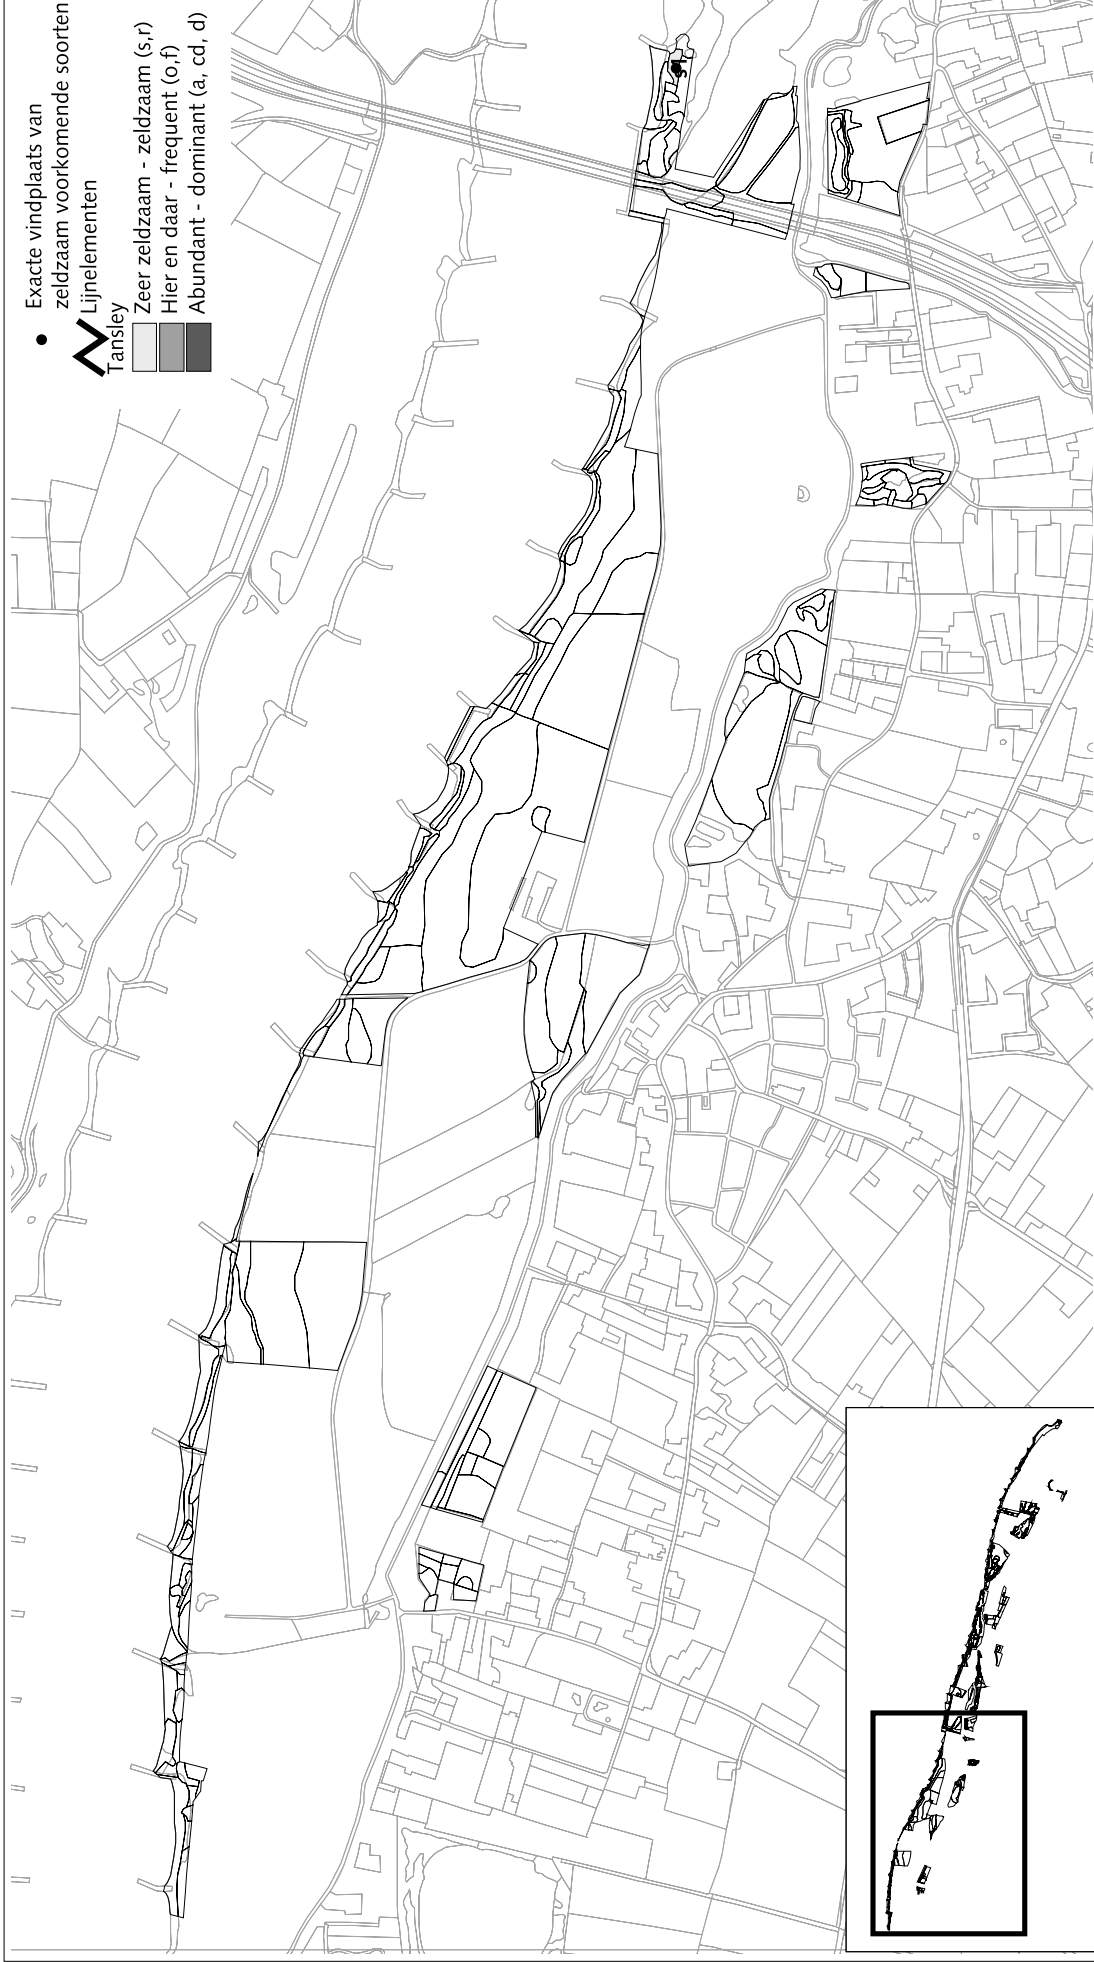 Exacte vindplaats van
zeldzaam voorkomende soorten
Lijnelementen
Tansley
Zeer zeldzaam - zeldzaam (s,r)
Hier en daar - frequent (o,f)
Abundant - dominant (a, cd, d)